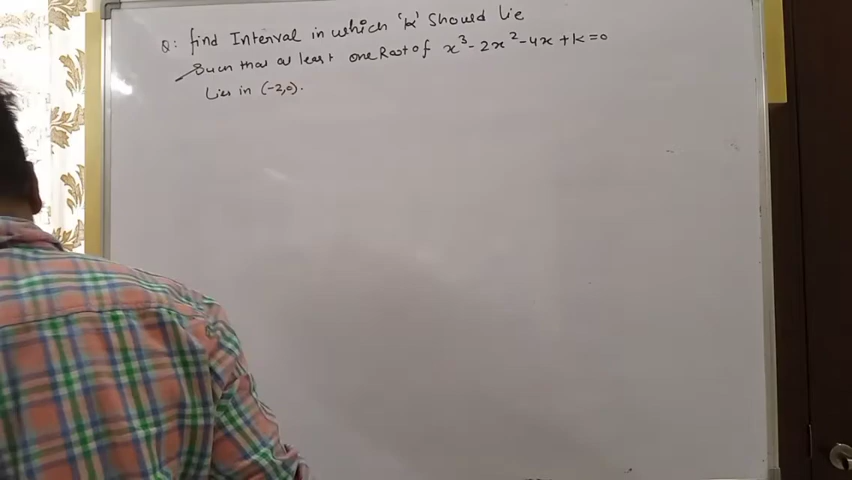 Q: find Interval in which 'k' should lie
Such that at least one Root of x³ - 2x² - 4x + k = 0
Lies in (-2,0).